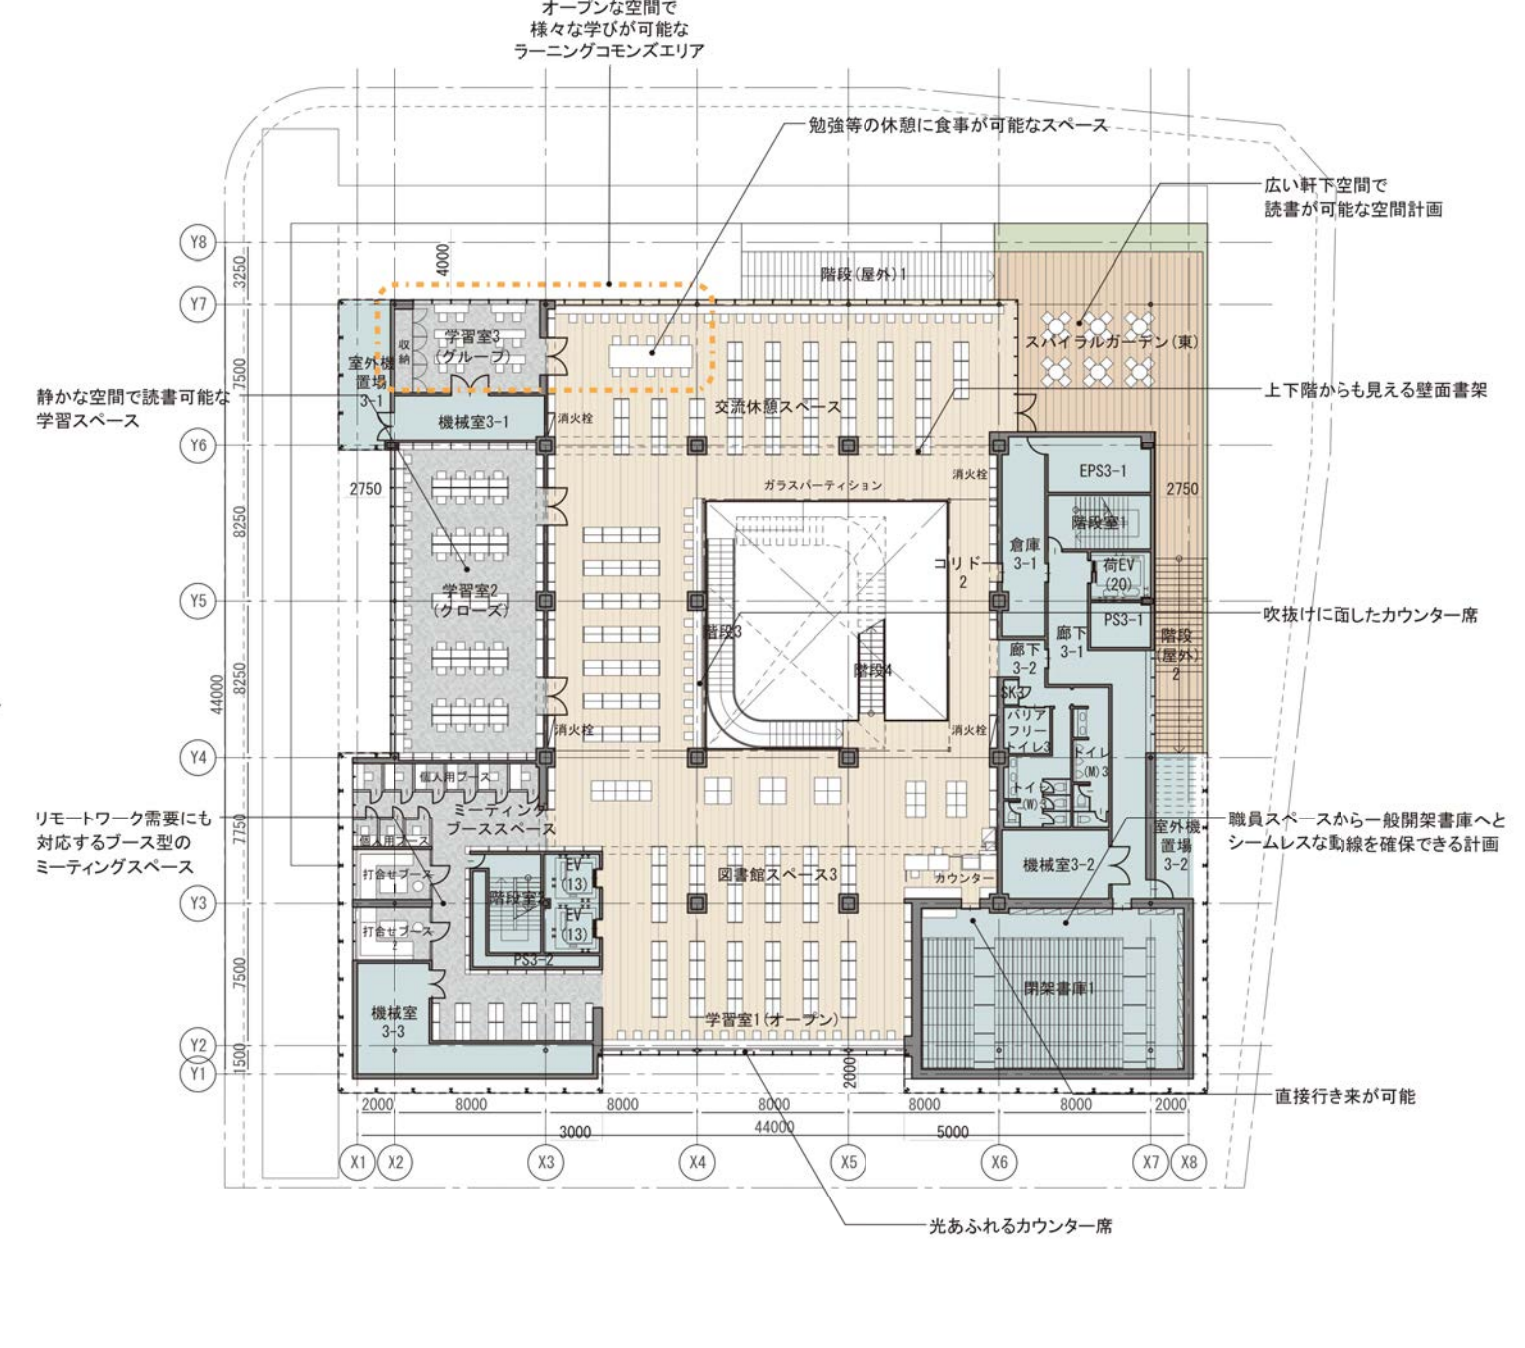 オープンな空間で
様々な学びが可能な
ラーニングコモンズエリア
勉強等の休憩に食事が可能なスペース
広い軒下空間で
読書が可能な空間計画
Y8
3250
4000
階段(屋外)1
Y7
学習室3
(グループ)
収納
スパイラルガーデン(東)
室外機
置場
3-1
7500
静かな空間で読書可能な
学習スペース
上下階からも見える壁面書架
交流休憩スペース
機械室3-1
消火栓
Y6
2750
ガラスパーティション
消火栓
EPS3-1
2750
階段室1
8250
倉庫
3-1
コリドー
2
荷EV
(20)
学習室2
(クローズ)
Y5
吹抜けに面したカウンター席
PS3-1
階段3
廊下
3-1
階段
(屋外)
2
廊下
3-2
階段4
8250
44000
SK3
バリア
フリー
トイレ3
消火栓
消火栓
Y4
トイレ
(M)3
個人用ブース
トイレ
(W)3
ミーティング
ブーススペース
7750
リモートワーク需要にも
対応するブース型の
ミーティングスペース
個人用ブース
室外機
置場
3-2
職員スペースから一般開架書庫へと
シームレスな動線を確保できる計画
打合せブース
EV
(13)
図書館スペース3
カウンター
機械室3-2
階段室2
Y3
EV
(13)
打合せブース
2
PS3-2
7500
閉架書庫1
機械室
3-3
学習室1(オープン)
Y2
1500
Y1
2000
直接行き来が可能
2000 8000 8000 8000 8000 8000 2000
3000 44000 5000
X1 X2 X3 X4 X5 X6 X7 X8
光あふれるカウンター席